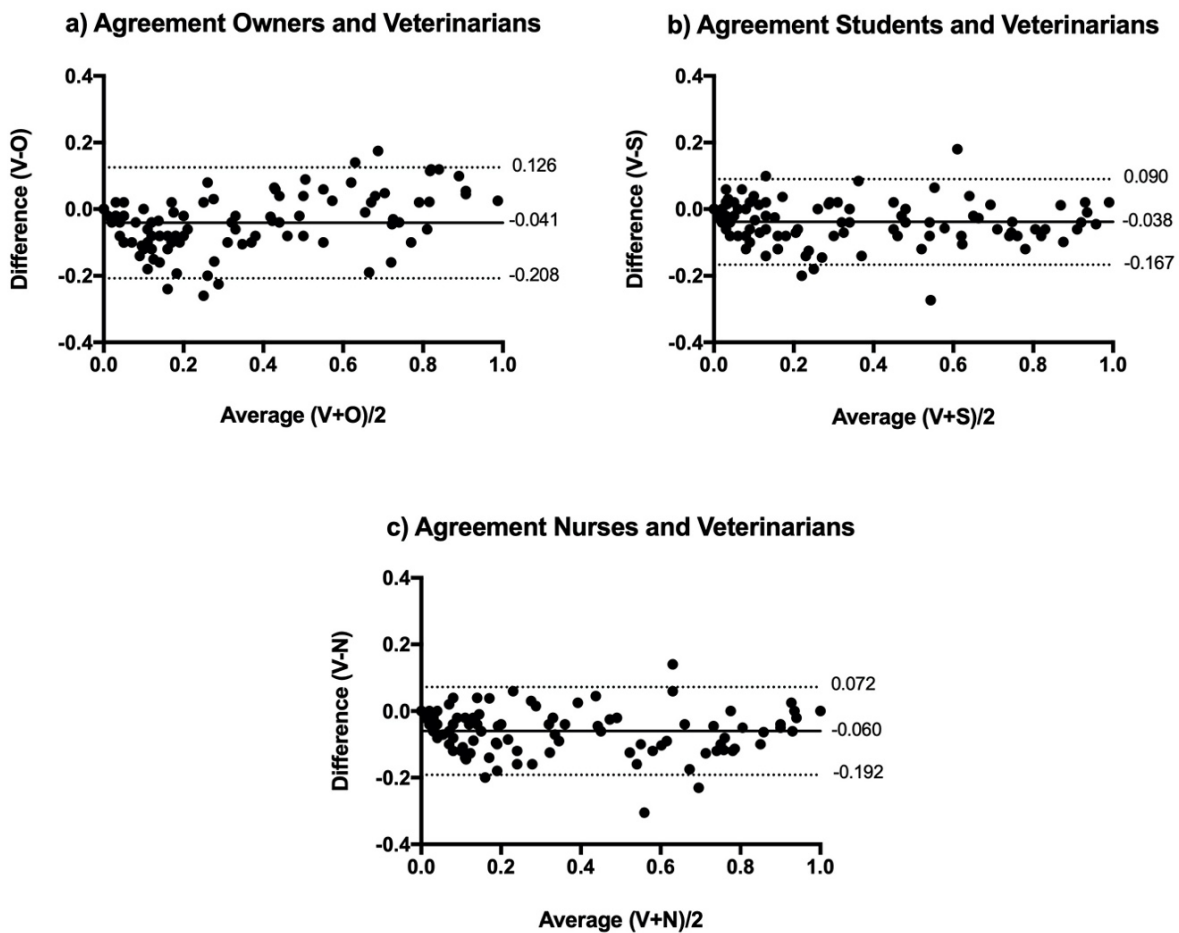 a) Agreement Owners and Veterinarians
Difference (V-O)
0.4
0.2
0.0
-0.2
-0.4
0.126
-0.041
-0.208
0.0 0.2 0.4 0.6 0.8 1.0
Average (V+O)/2
b) Agreement Students and Veterinarians
Difference (V-S)
0.4
0.2
0.0
-0.2
-0.4
0.090
-0.038
-0.167
0.0 0.2 0.4 0.6 0.8 1.0
Average (V+S)/2
c) Agreement Nurses and Veterinarians
Difference (V-N)
0.4
0.2
0.0
-0.2
-0.4
0.072
-0.060
-0.192
0.0 0.2 0.4 0.6 0.8 1.0
Average (V+N)/2